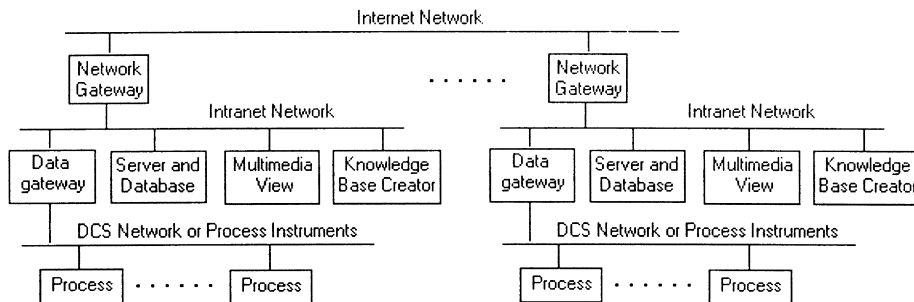 Internet Network
Network Gateway
. . . . . .
Network Gateway
Intranet Network
Intranet Network
Data gateway
Server and Database
Multimedia View
Knowledge Base Creator
Data gateway
Server and Database
Multimedia View
Knowledge Base Creator
DCS Network or Process Instruments
DCS Network or Process Instruments
Process . . . . . . Process
Process . . . . . . Process